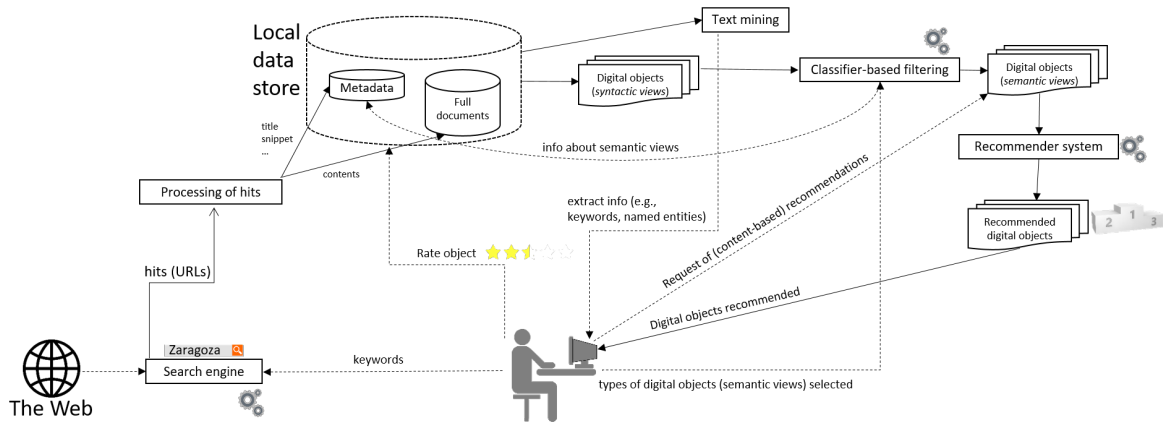 Local
data
store
Metadata
Full
documents
Text mining
Digital objects
(syntactic views)
Classifier-based filtering
Digital objects
(semantic views)
info about semantic views
title
snippet
...
contents
Processing of hits
Recommender system
extract info (e.g.,
keywords, named entities)
Request of (content-based) recommendations
Recommended
digital objects
2 1 3
Rate object
hits (URLs)
Digital objects recommended
Zaragoza
Search engine
keywords
types of digital objects (semantic views) selected
The Web